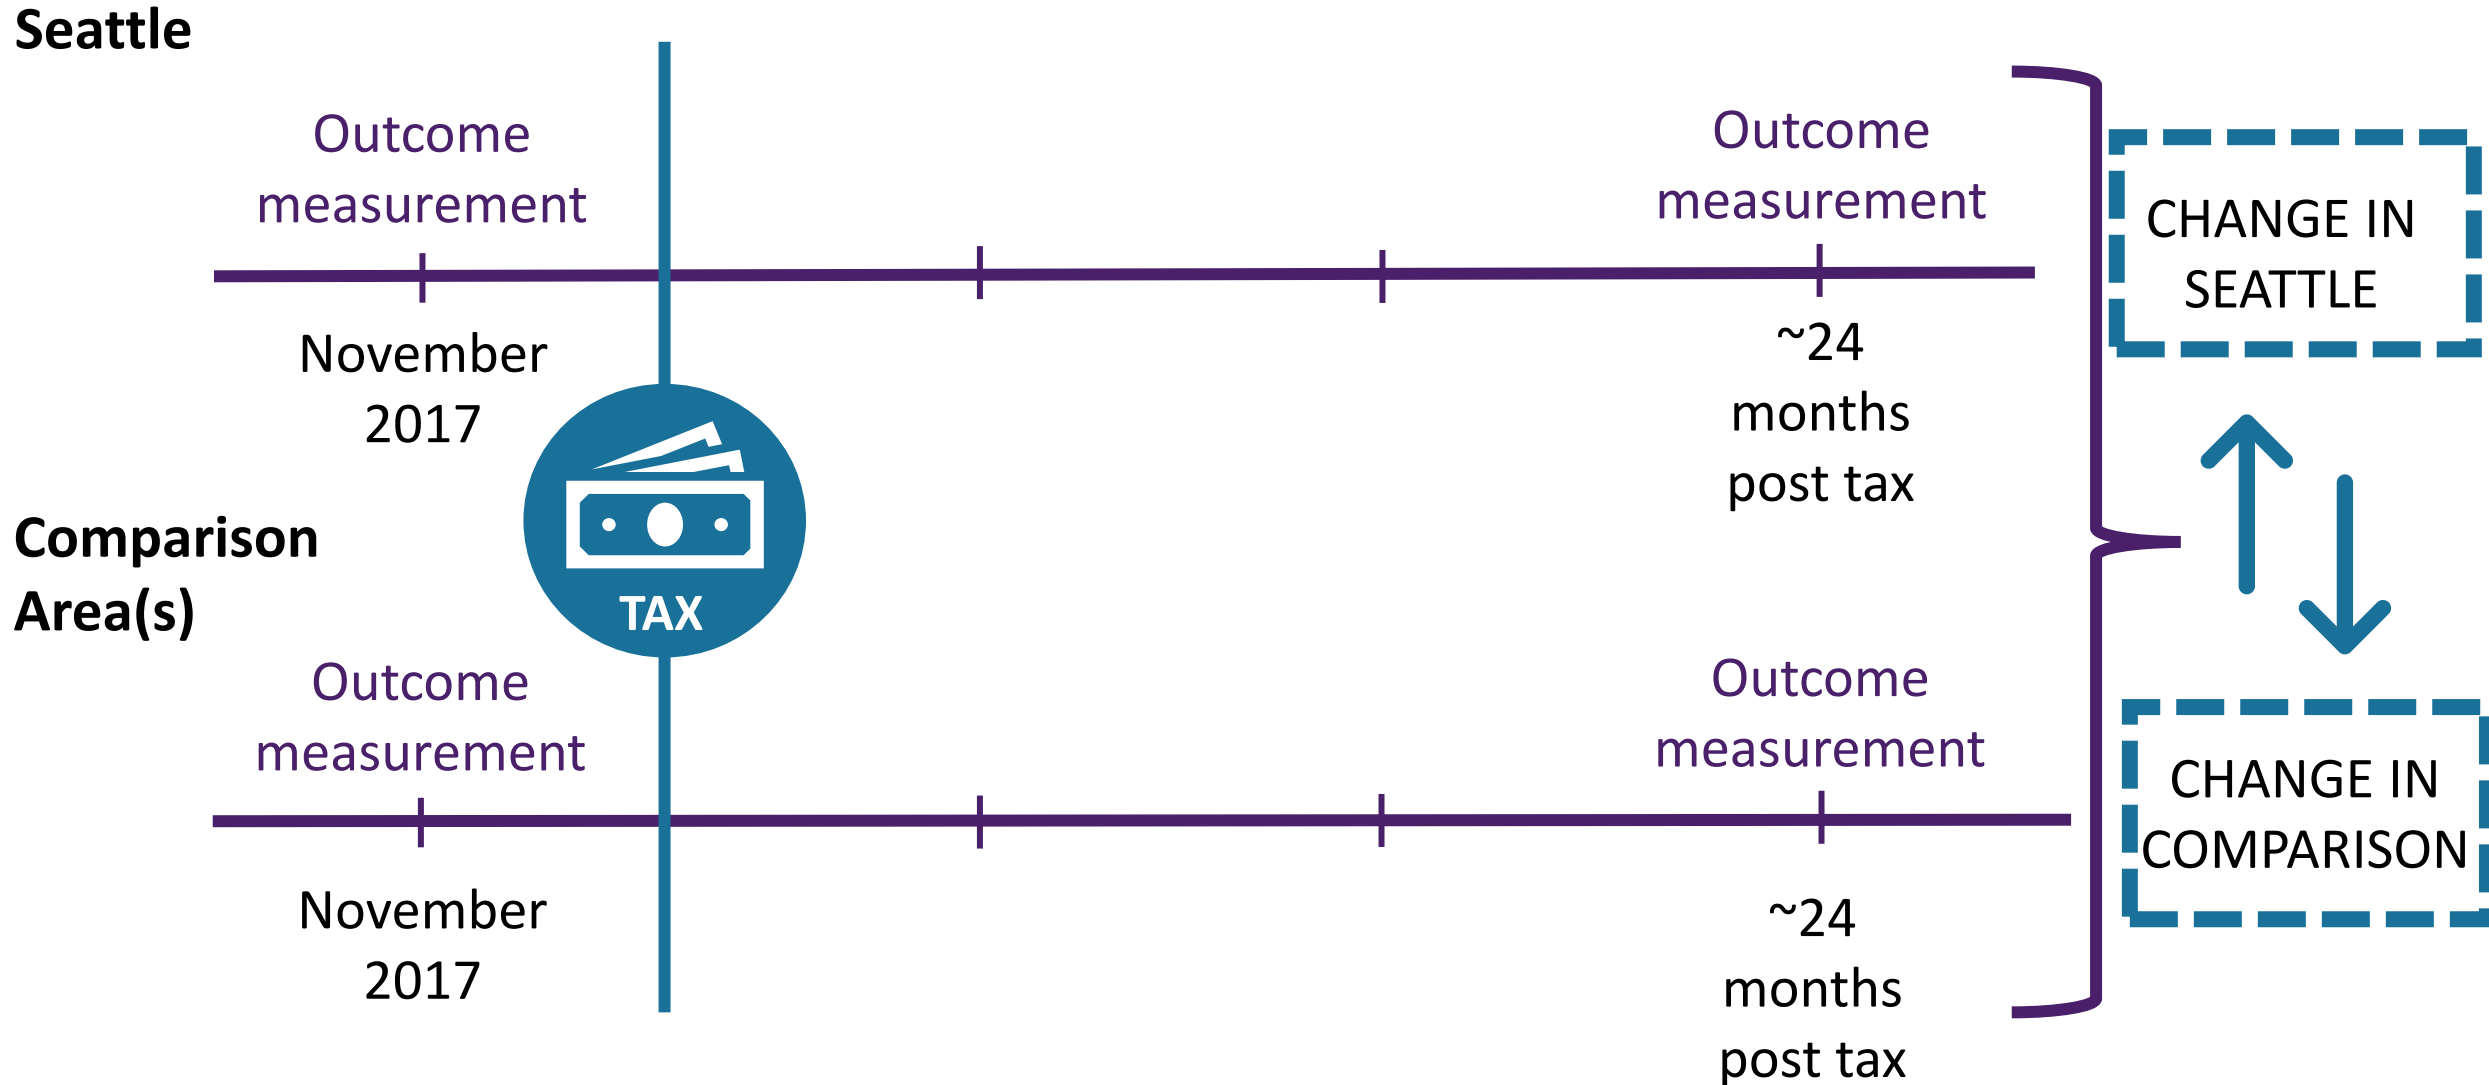 Seattle
Outcome
measurement
November
2017
Outcome
measurement
~24
months
post tax
CHANGE IN
SEATTLE
TAX
Comparison
Area(s)
Outcome
measurement
November
2017
Outcome
measurement
~24
months
post tax
CHANGE IN
COMPARISON